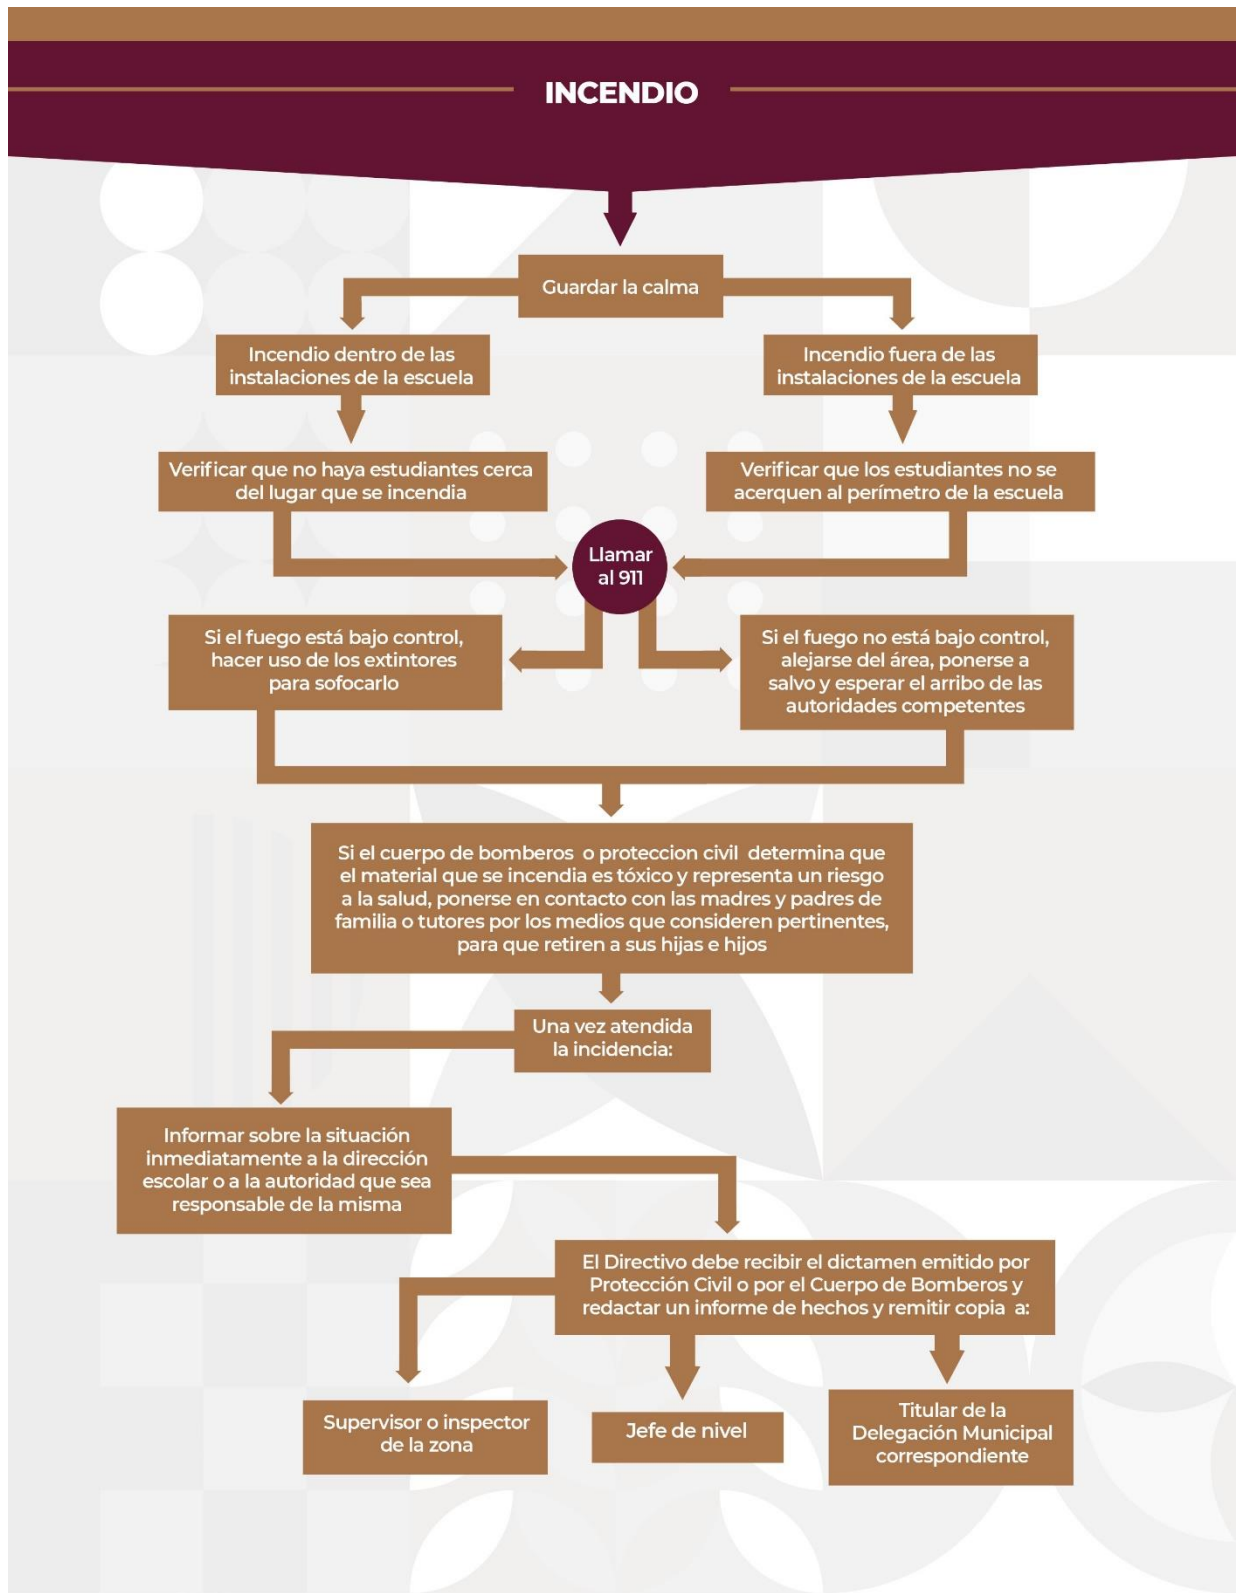 INCENDIO
Guardar la calma
Incendio dentro de las
instalaciones de la escuela
Incendio fuera de las
instalaciones de la escuela
Verificar que no haya estudiantes cerca
del lugar que se incendia
Verificar que los estudiantes no se
acerquen al perímetro de la escuela
Llamar
al 911
Si el fuego está bajo control,
hacer uso de los extintores
para sofocarlo
Si el fuego no está bajo control,
alejarse del área, ponerse a
salvo y esperar el arribo de las
autoridades competentes
Si el cuerpo de bomberos o proteccion civil determina que
el material que se incendia es tóxico y representa un riesgo
a la salud, ponerse en contacto con las madres y padres de
familia o tutores por los medios que consideren pertinentes,
para que retiren a sus hijas e hijos
Una vez atendida
la incidencia:
Informar sobre la situación
inmediatamente a la dirección
escolar o a la autoridad que sea
responsable de la misma
El Directivo debe recibir el dictamen emitido por
Protección Civil o por el Cuerpo de Bomberos y
redactar un informe de hechos y remitir copia a:
Supervisor o inspector
de la zona
Jefe de nivel
Titular de la
Delegación Municipal
correspondiente